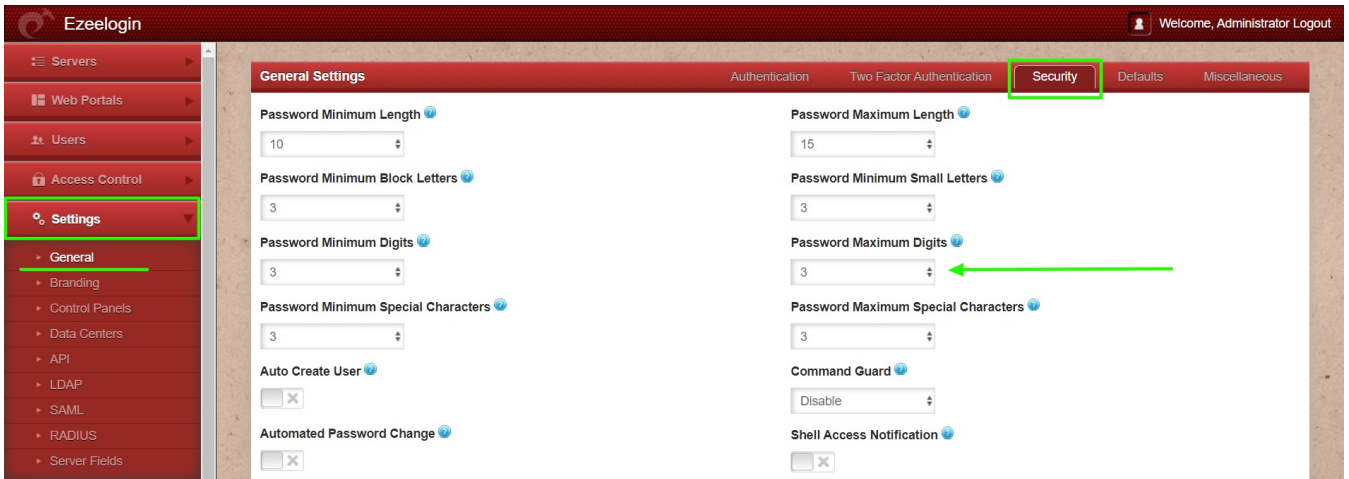 Ezeelogin
Welcome, Administrator Logout
Servers
Web Portals
Users
Access Control
Settings
General
Branding
Control Panels
Data Centers
API
LDAP
SAML
RADIUS
Server Fields
General Settings
Authentication Two Factor Authentication Security Defaults Miscellaneous
Password Minimum Length Password Maximum Length
10 15
Password Minimum Block Letters Password Minimum Small Letters
3 3
Password Minimum Digits Password Maximum Digits
3 3
Password Minimum Special Characters Password Maximum Special Characters
3 3
Auto Create User Command Guard
Disable
Automated Password Change Shell Access Notification